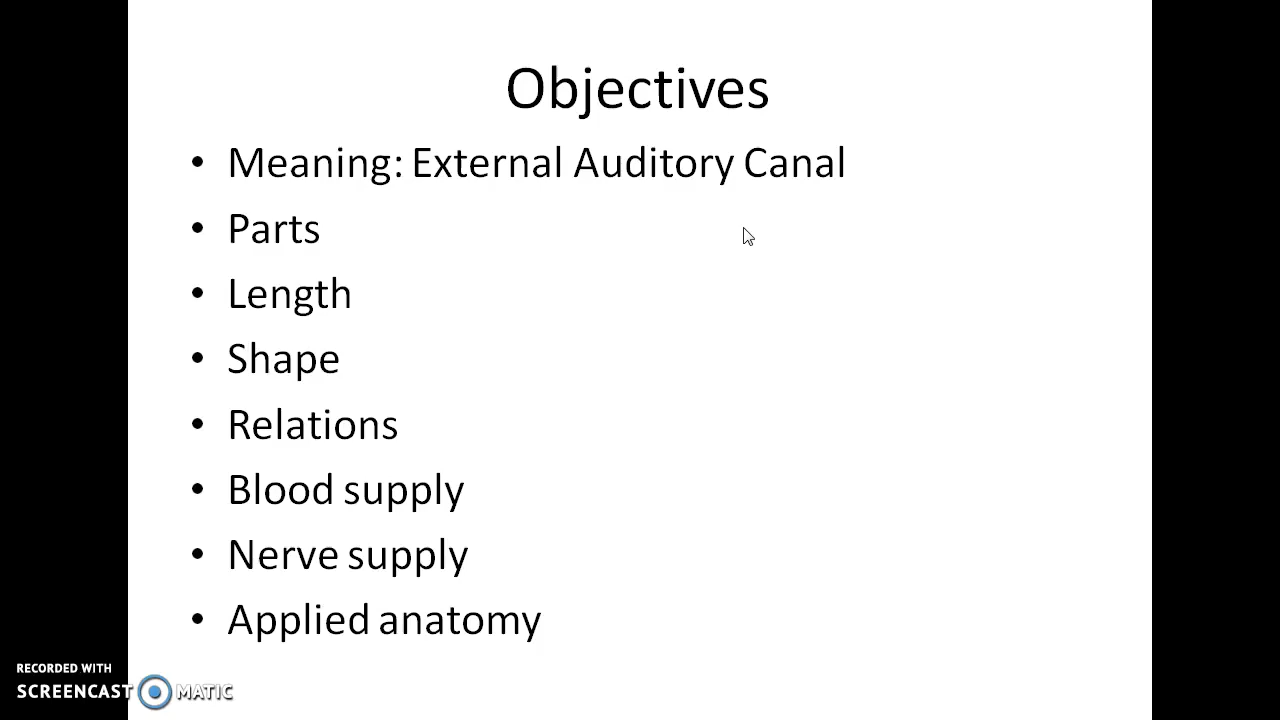 Objectives
• Meaning: External Auditory Canal
• Parts
• Length
• Shape
• Relations
• Blood supply
• Nerve supply
• Applied anatomy
RECORDED WITH
SCREENCAST MATIC